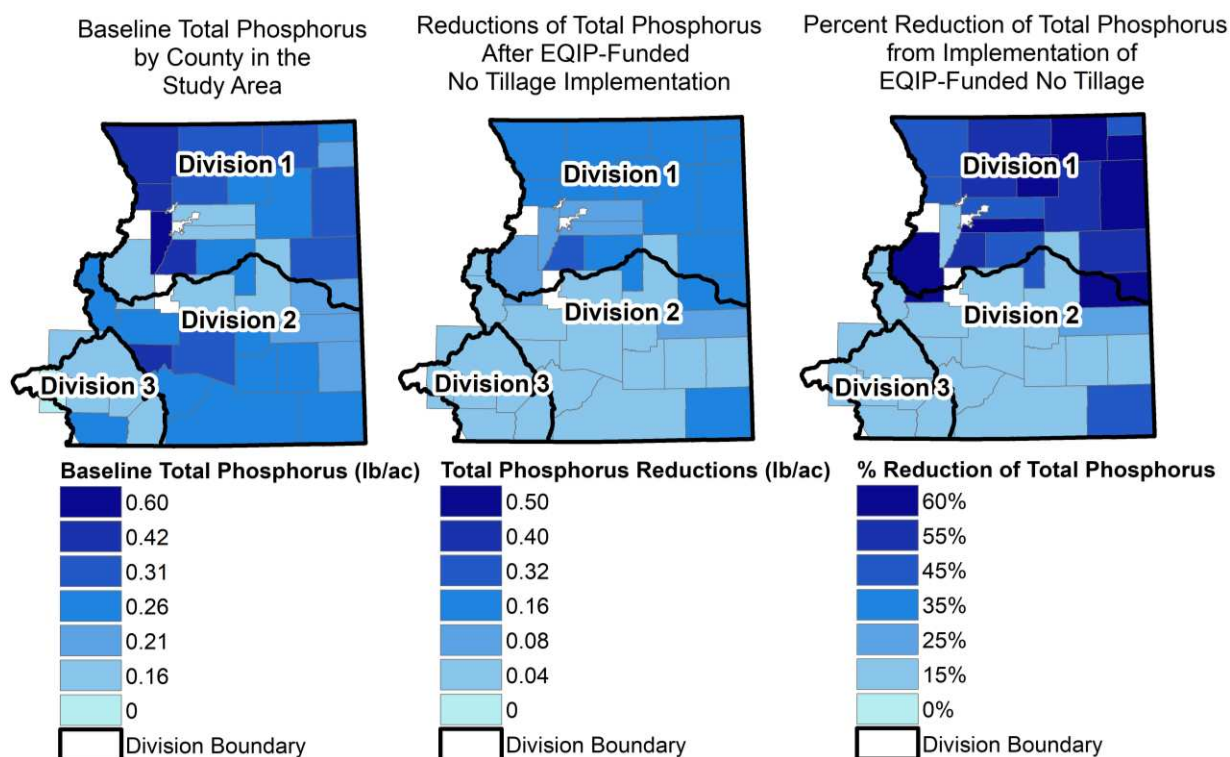 Baseline Total Phosphorus
by County in the
Study Area
Division 1
Division 2
Division 3
Baseline Total Phosphorus (lb/ac)
0.60
0.42
0.31
0.26
0.21
0.16
0
Division Boundary
Reductions of Total Phosphorus
After EQIP-Funded
No Tillage Implementation
Division 1
Division 2
Division 3
Total Phosphorus Reductions (lb/ac)
0.50
0.40
0.32
0.16
0.08
0.04
0
Division Boundary
Percent Reduction of Total Phosphorus
from Implementation of
EQIP-Funded No Tillage
Division 1
Division 2
Division 3
% Reduction of Total Phosphorus
60%
55%
45%
35%
25%
15%
0%
Division Boundary